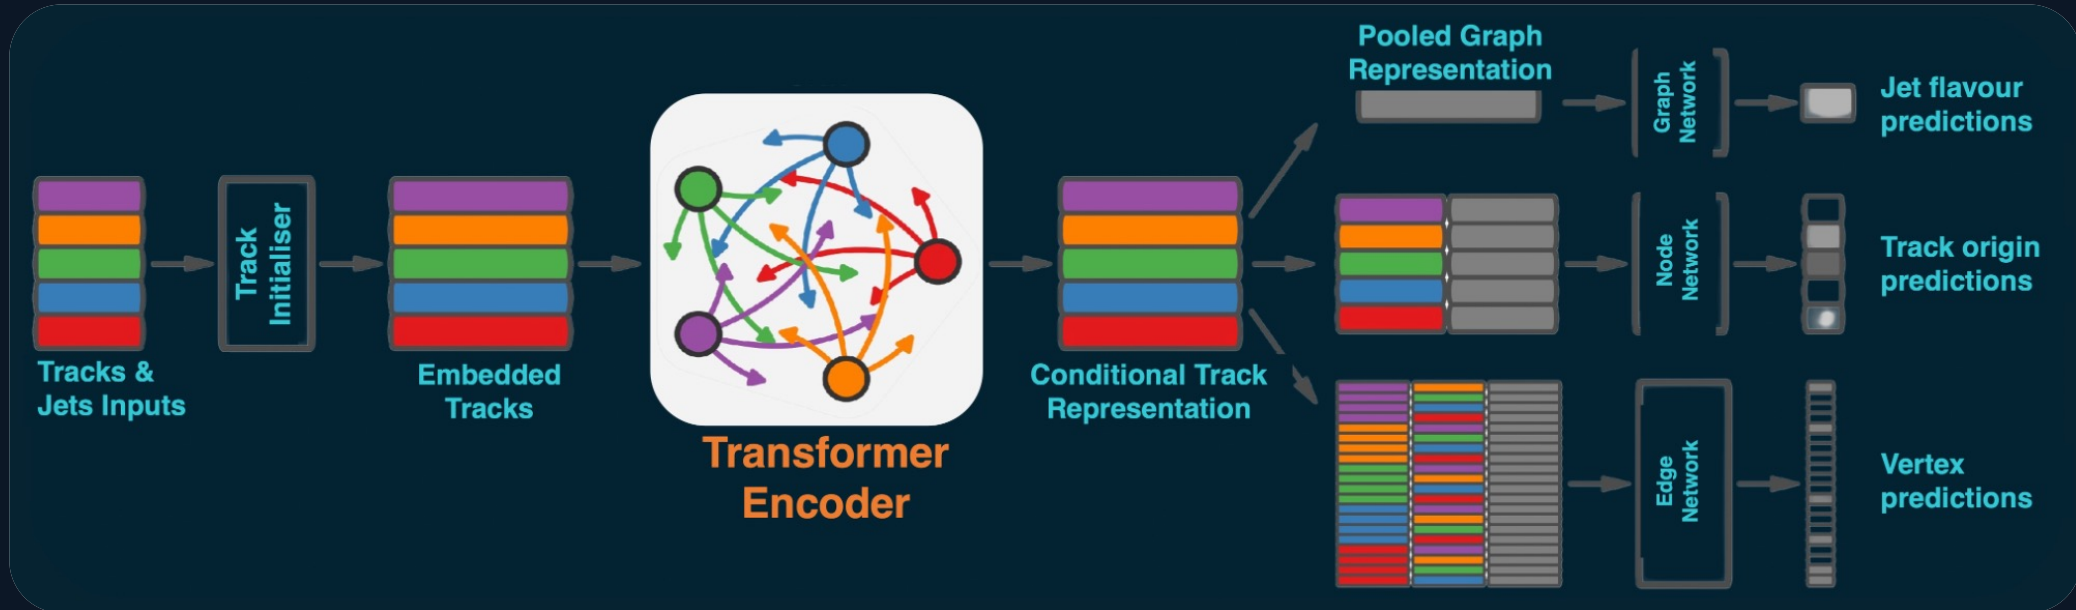 Tracks &
Jets Inputs
Track
Initialiser
Embedded
Tracks
Transformer
Encoder
Conditional Track
Representation
Pooled Graph
Representation
Graph
Network
Jet flavour
predictions
Node
Network
Track origin
predictions
Edge
Network
Vertex
predictions